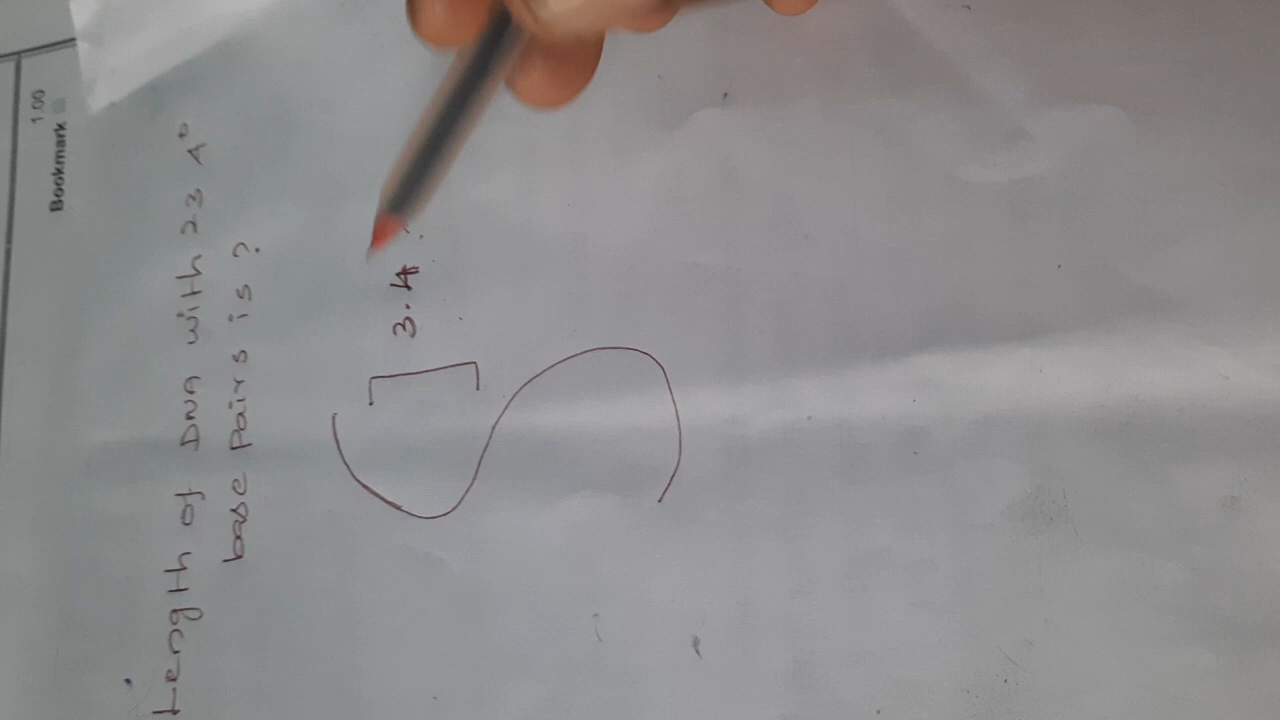 1.00
Bookmark
Length of DNA with 23 A°
base pairs is ?
3.4